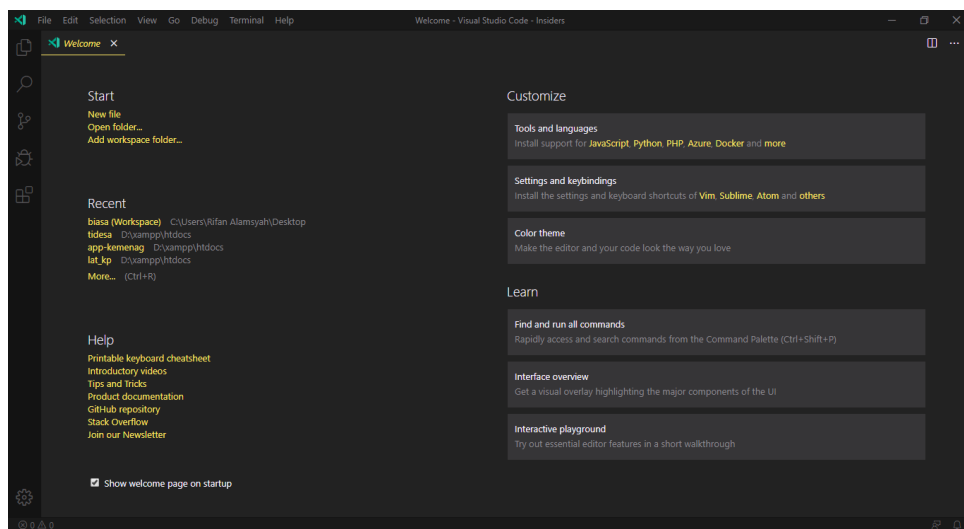 File Edit Selection View Go Debug Terminal Help
Welcome - Visual Studio Code - Insiders
Welcome
Start
New file
Open folder...
Add workspace folder...
Recent
biasa (Workspace) C:\Users\Rifan Alamsyah\Desktop
tidesa D:\xampp\htdocs
app-kemenag D:\xampp\htdocs
lat_kp D:\xampp\htdocs
More... (Ctrl+R)
Help
Printable keyboard cheatsheet
Introductory videos
Tips and Tricks
Product documentation
GitHub repository
Stack Overflow
Join our Newsletter
Show welcome page on startup
Customize
Tools and languages
Install support for JavaScript, Python, PHP, Azure, Docker and more
Settings and keybindings
Install the settings and keyboard shortcuts of Vim, Sublime, Atom and others
Color theme
Make the editor and your code look the way you love
Learn
Find and run all commands
Rapidly access and search commands from the Command Palette (Ctrl+Shift+P)
Interface overview
Get a visual overlay highlighting the major components of the UI
Interactive playground
Try out essential editor features in a short walkthrough
0 0